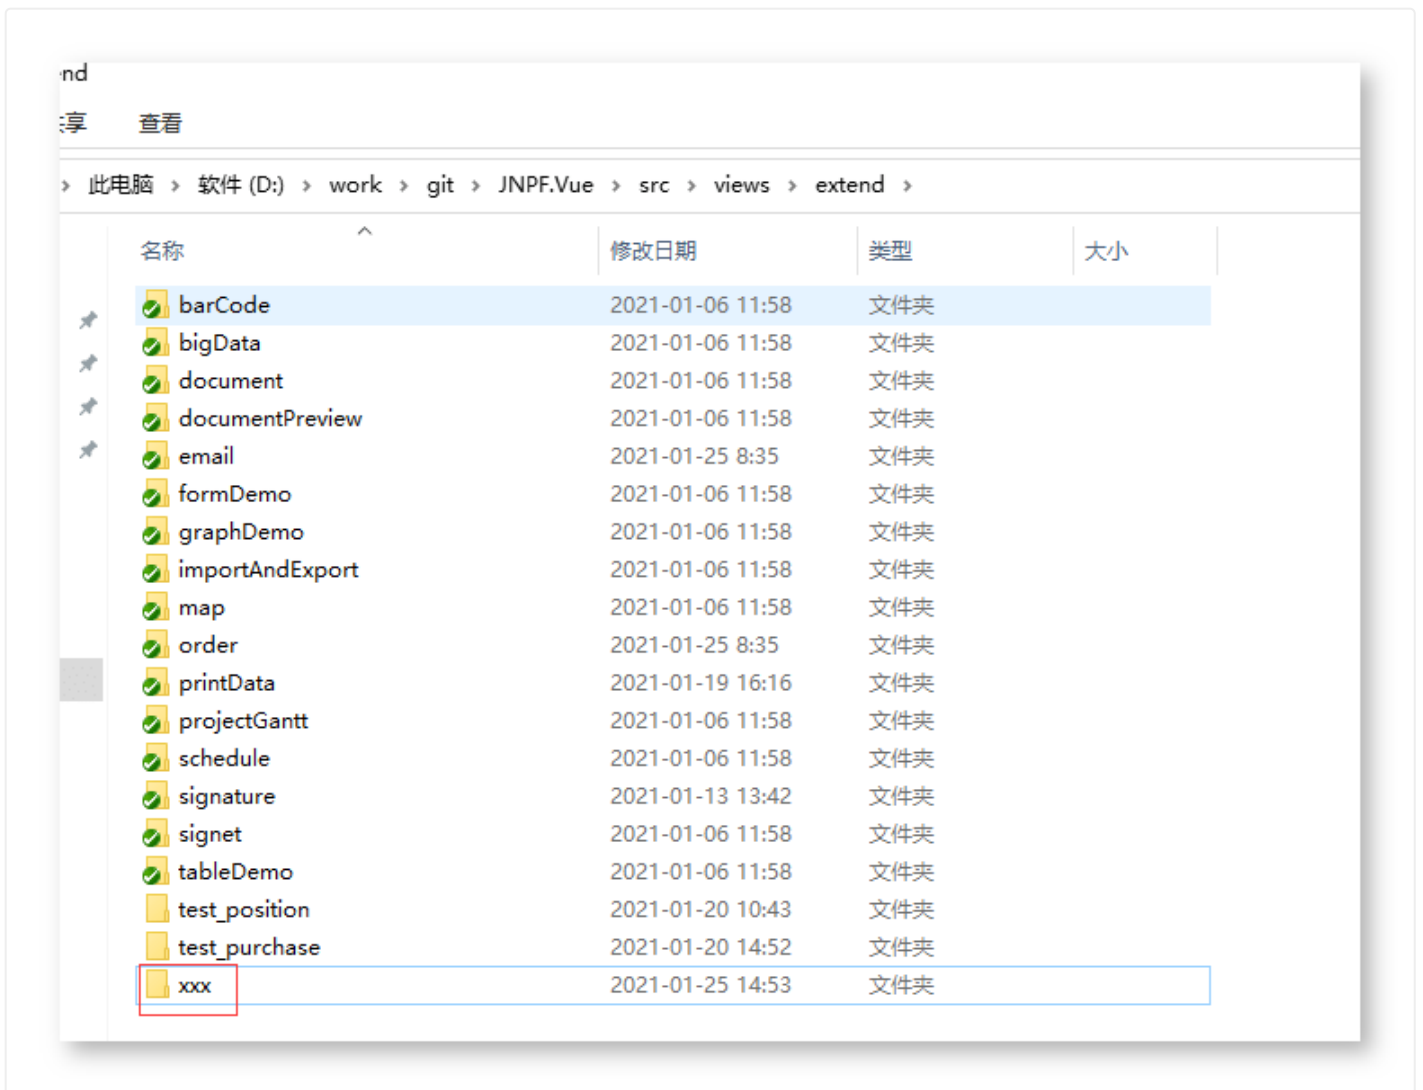 end
共享 查看
此电脑 > 软件 (D:) > work > git > JNPF.Vue > src > views > extend >
名称 修改日期 类型 大小
barCode 2021-01-06 11:58 文件夹
bigData 2021-01-06 11:58 文件夹
document 2021-01-06 11:58 文件夹
documentPreview 2021-01-06 11:58 文件夹
email 2021-01-25 8:35 文件夹
formDemo 2021-01-06 11:58 文件夹
graphDemo 2021-01-06 11:58 文件夹
importAndExport 2021-01-06 11:58 文件夹
map 2021-01-06 11:58 文件夹
order 2021-01-25 8:35 文件夹
printData 2021-01-19 16:16 文件夹
projectGantt 2021-01-06 11:58 文件夹
schedule 2021-01-06 11:58 文件夹
signature 2021-01-13 13:42 文件夹
signet 2021-01-06 11:58 文件夹
tableDemo 2021-01-06 11:58 文件夹
test_position 2021-01-20 10:43 文件夹
test_purchase 2021-01-20 14:52 文件夹
xxx 2021-01-25 14:53 文件夹